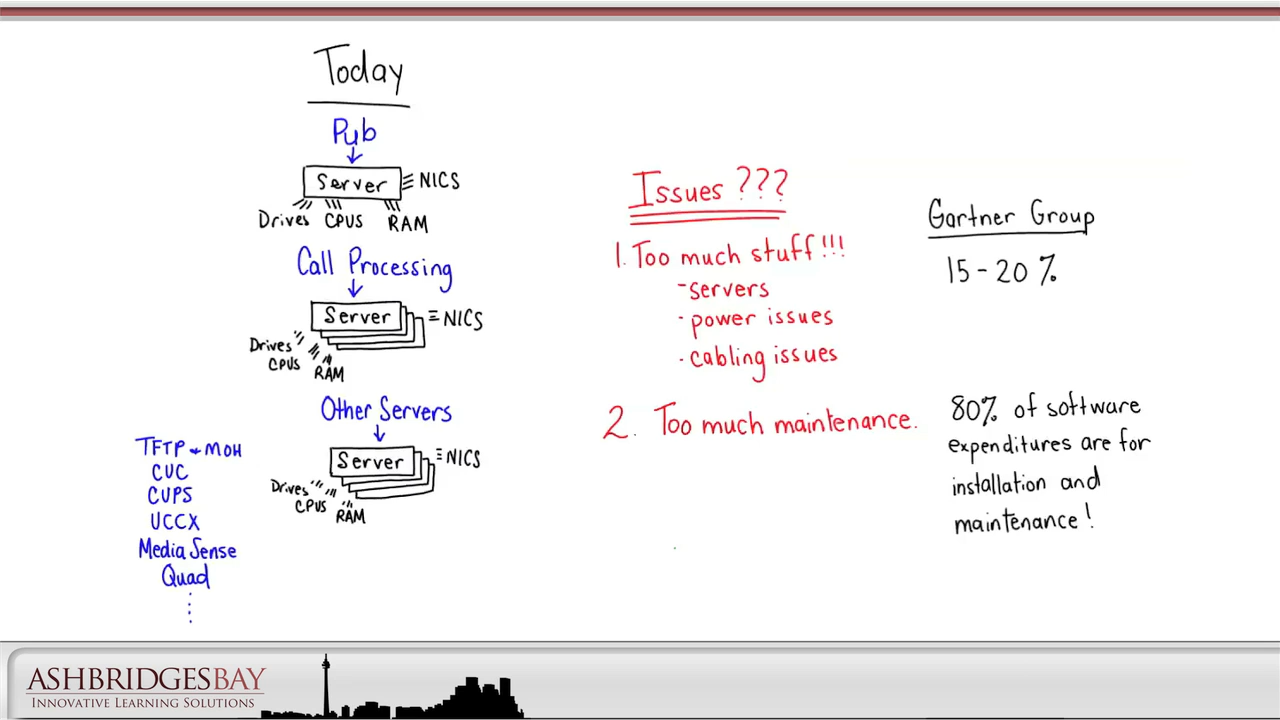 Today
Pub
Server
NICS
Drives CPUS RAM
Call Processing
Server
NICS
Drives
CPUS
RAM
Other Servers
Server
NICS
Drives
CPUS
RAM
TFTP & MOH
CUC
CUPS
UCCX
Media Sense
Quad
Issues ???
1. Too much stuff!!!
- servers
- power issues
- cabling issues
2. Too much maintenance.
Gartner Group
15-20%
80% of software
expenditures are for
installation and
maintenance!
ASHBRIDGESBAY
INNOVATIVE LEARNING SOLUTIONS